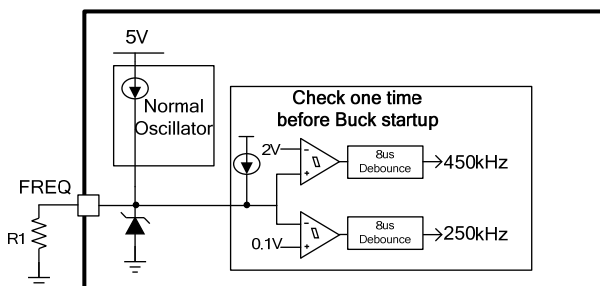 5V
Normal
Oscillator
Check one time
before Buck startup
2V
-
+
8us
Debounce
450kHz
FREQ
R1
-
+
0.1V
8us
Debounce
250kHz